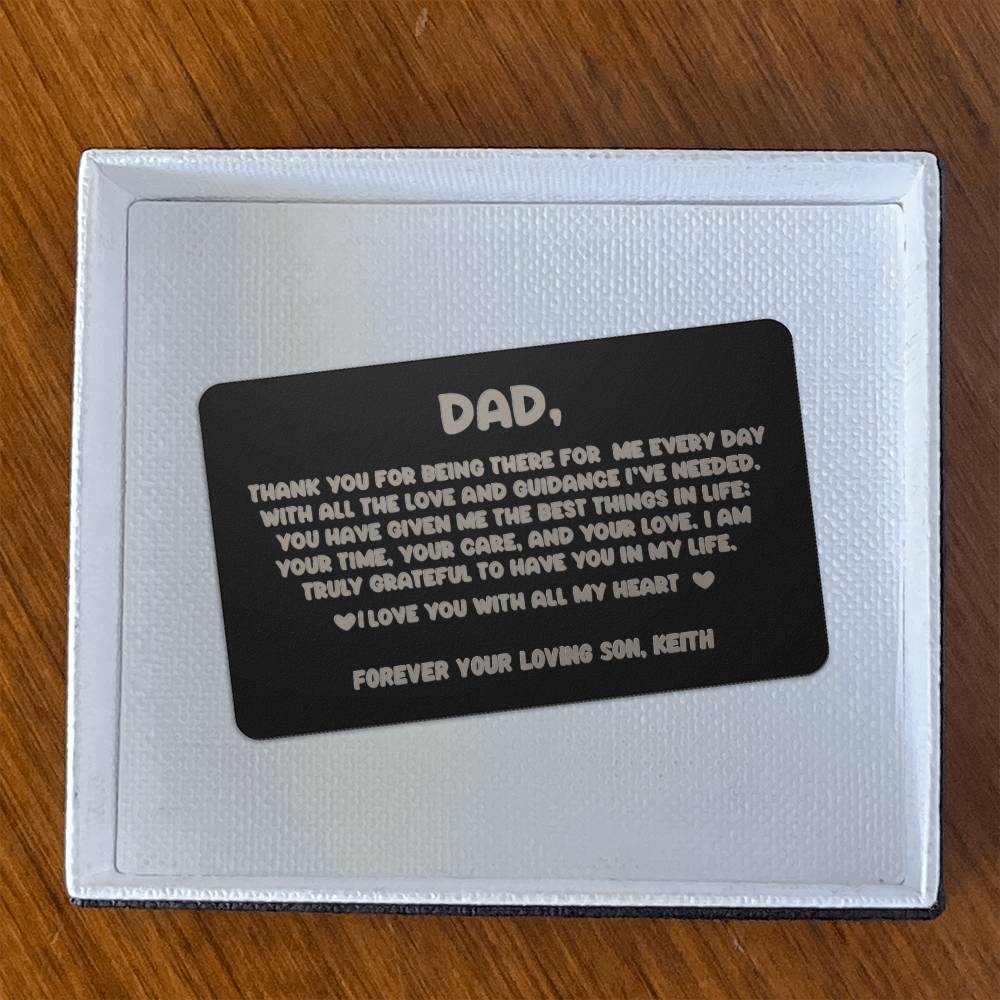 DAD,
THANK YOU FOR BEING THERE FOR ME EVERY DAY
WITH ALL THE LOVE AND GUIDANCE I'VE NEEDED.
YOU HAVE GIVEN ME THE BEST THINGS IN LIFE:
YOUR TIME, YOUR CARE, AND YOUR LOVE. I AM
TRULY GRATEFUL TO HAVE YOU IN MY LIFE.
♥I LOVE YOU WITH ALL MY HEART ♥
FOREVER YOUR LOVING SON, KEITH